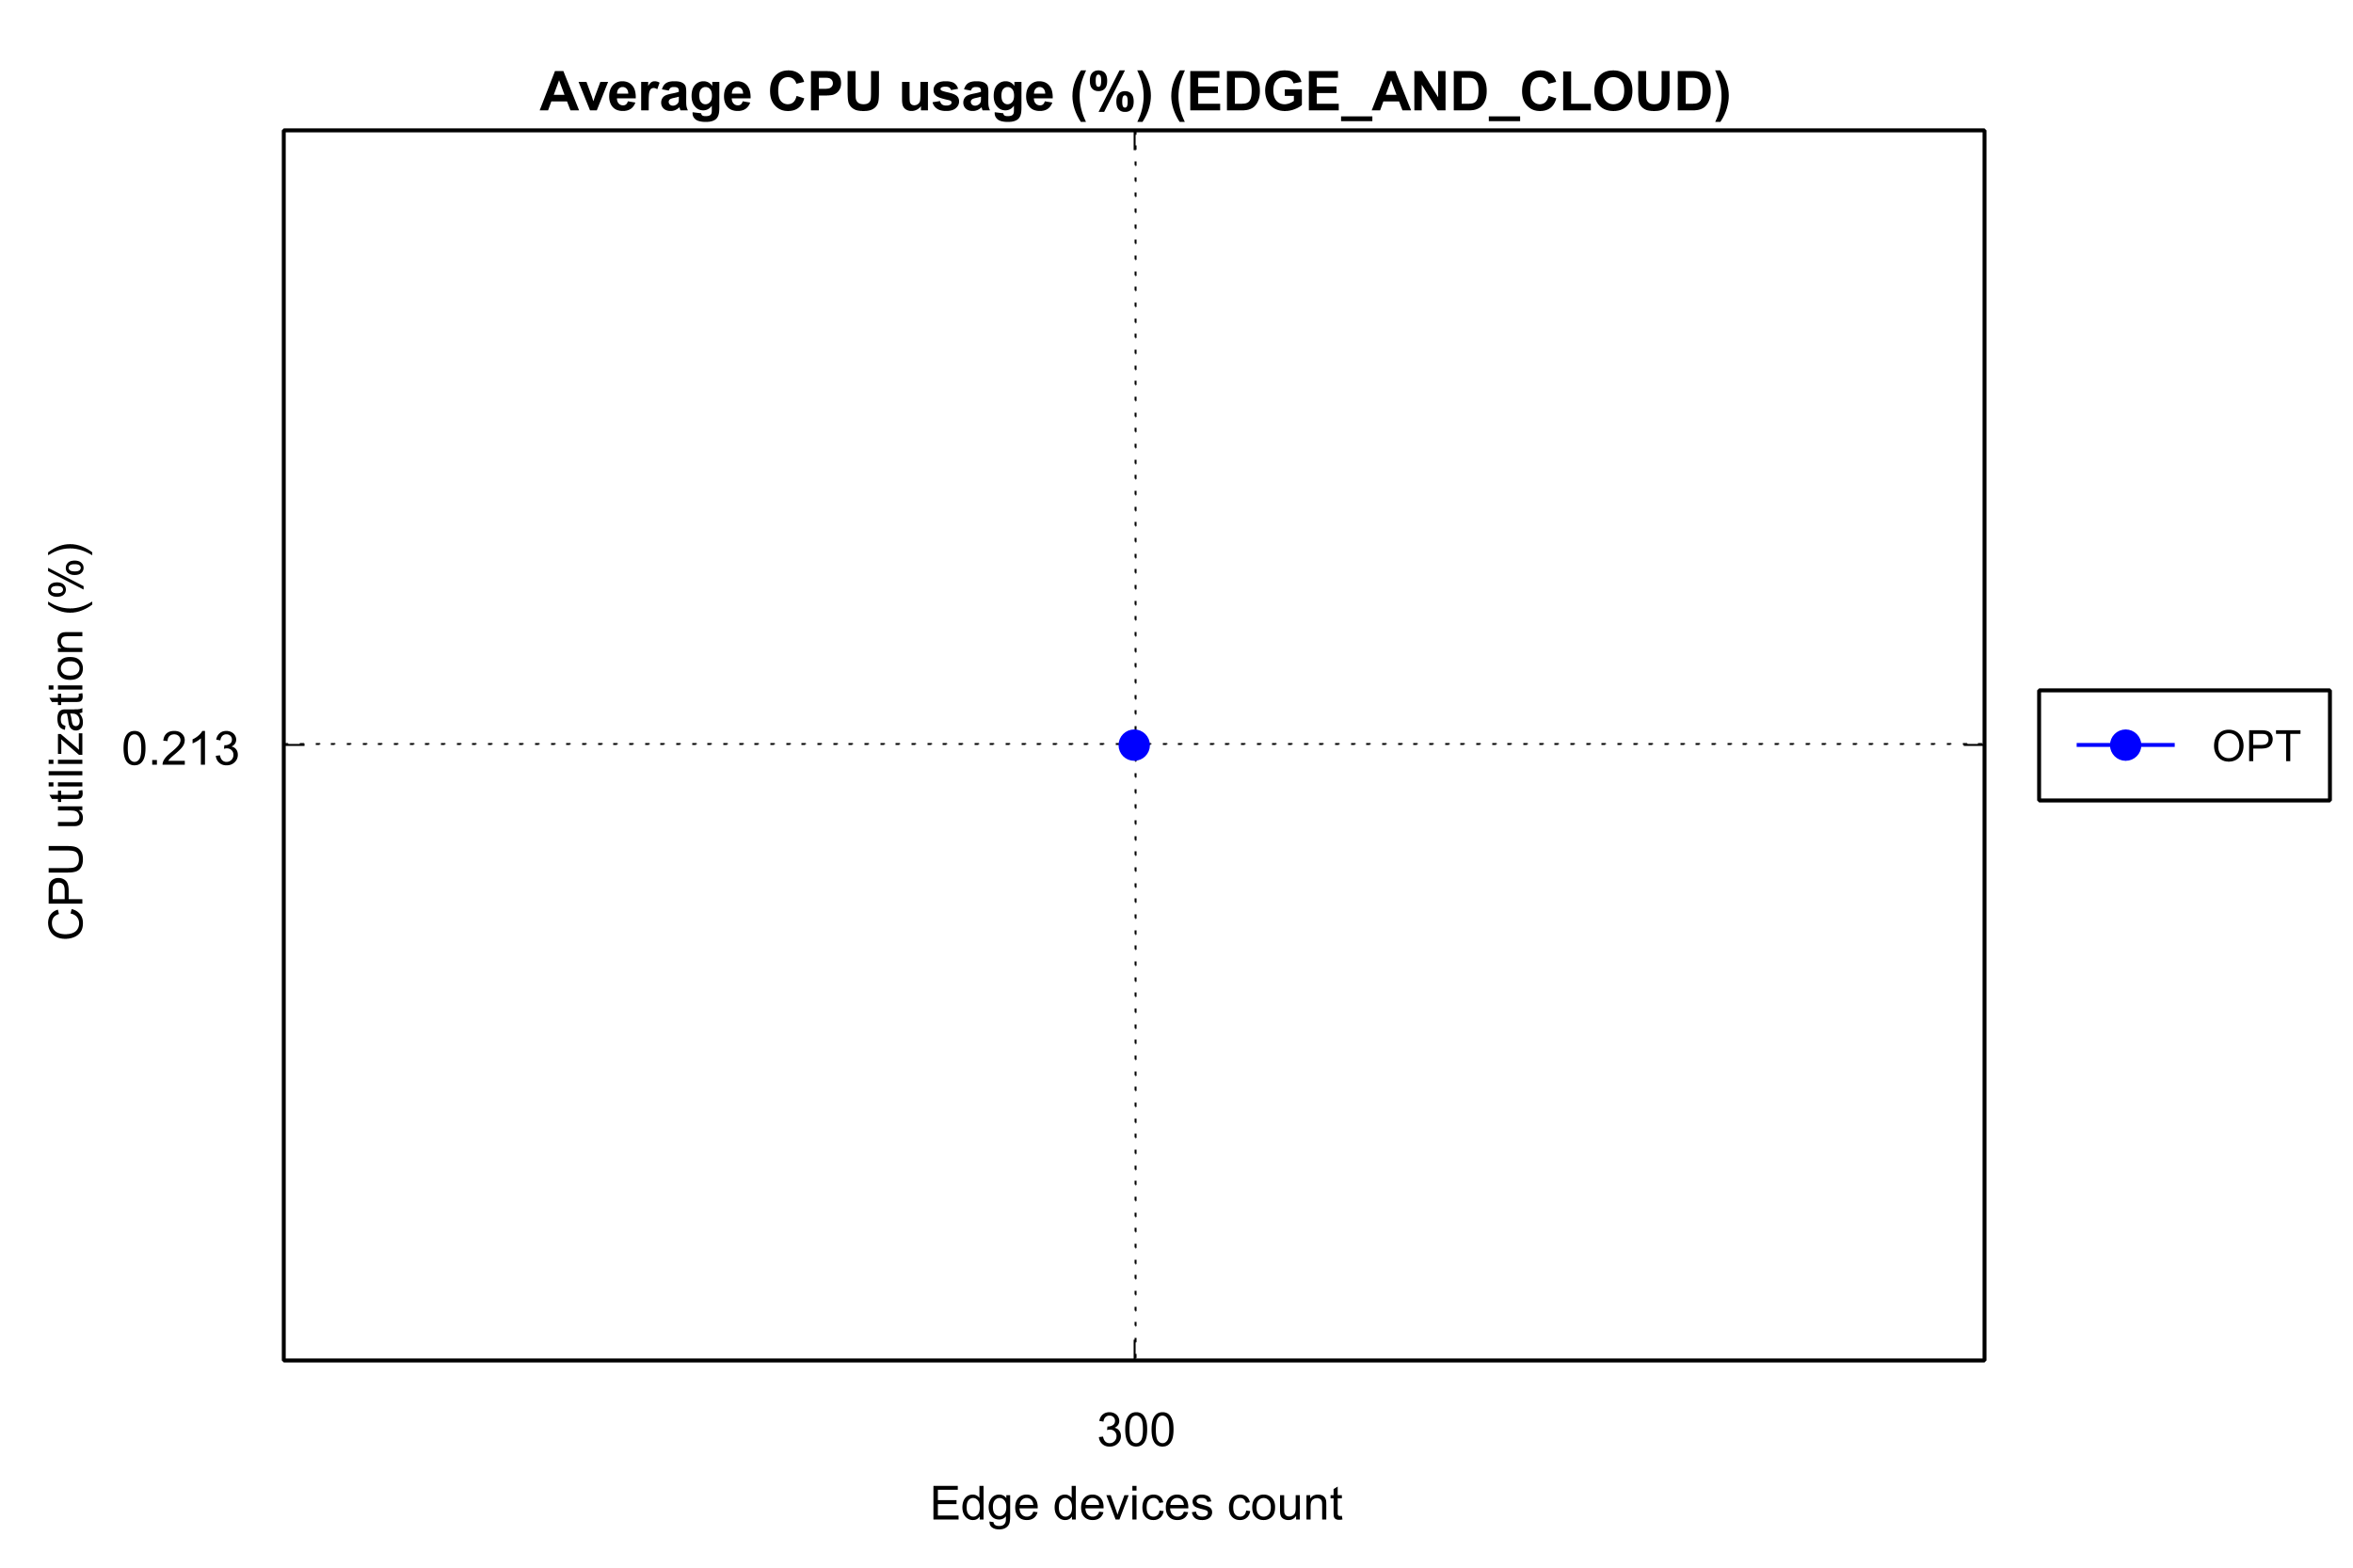 Average CPU usage (%) (EDGE_AND_CLOUD)
CPU utilization (%)
0.213
OPT
300
Edge devices count